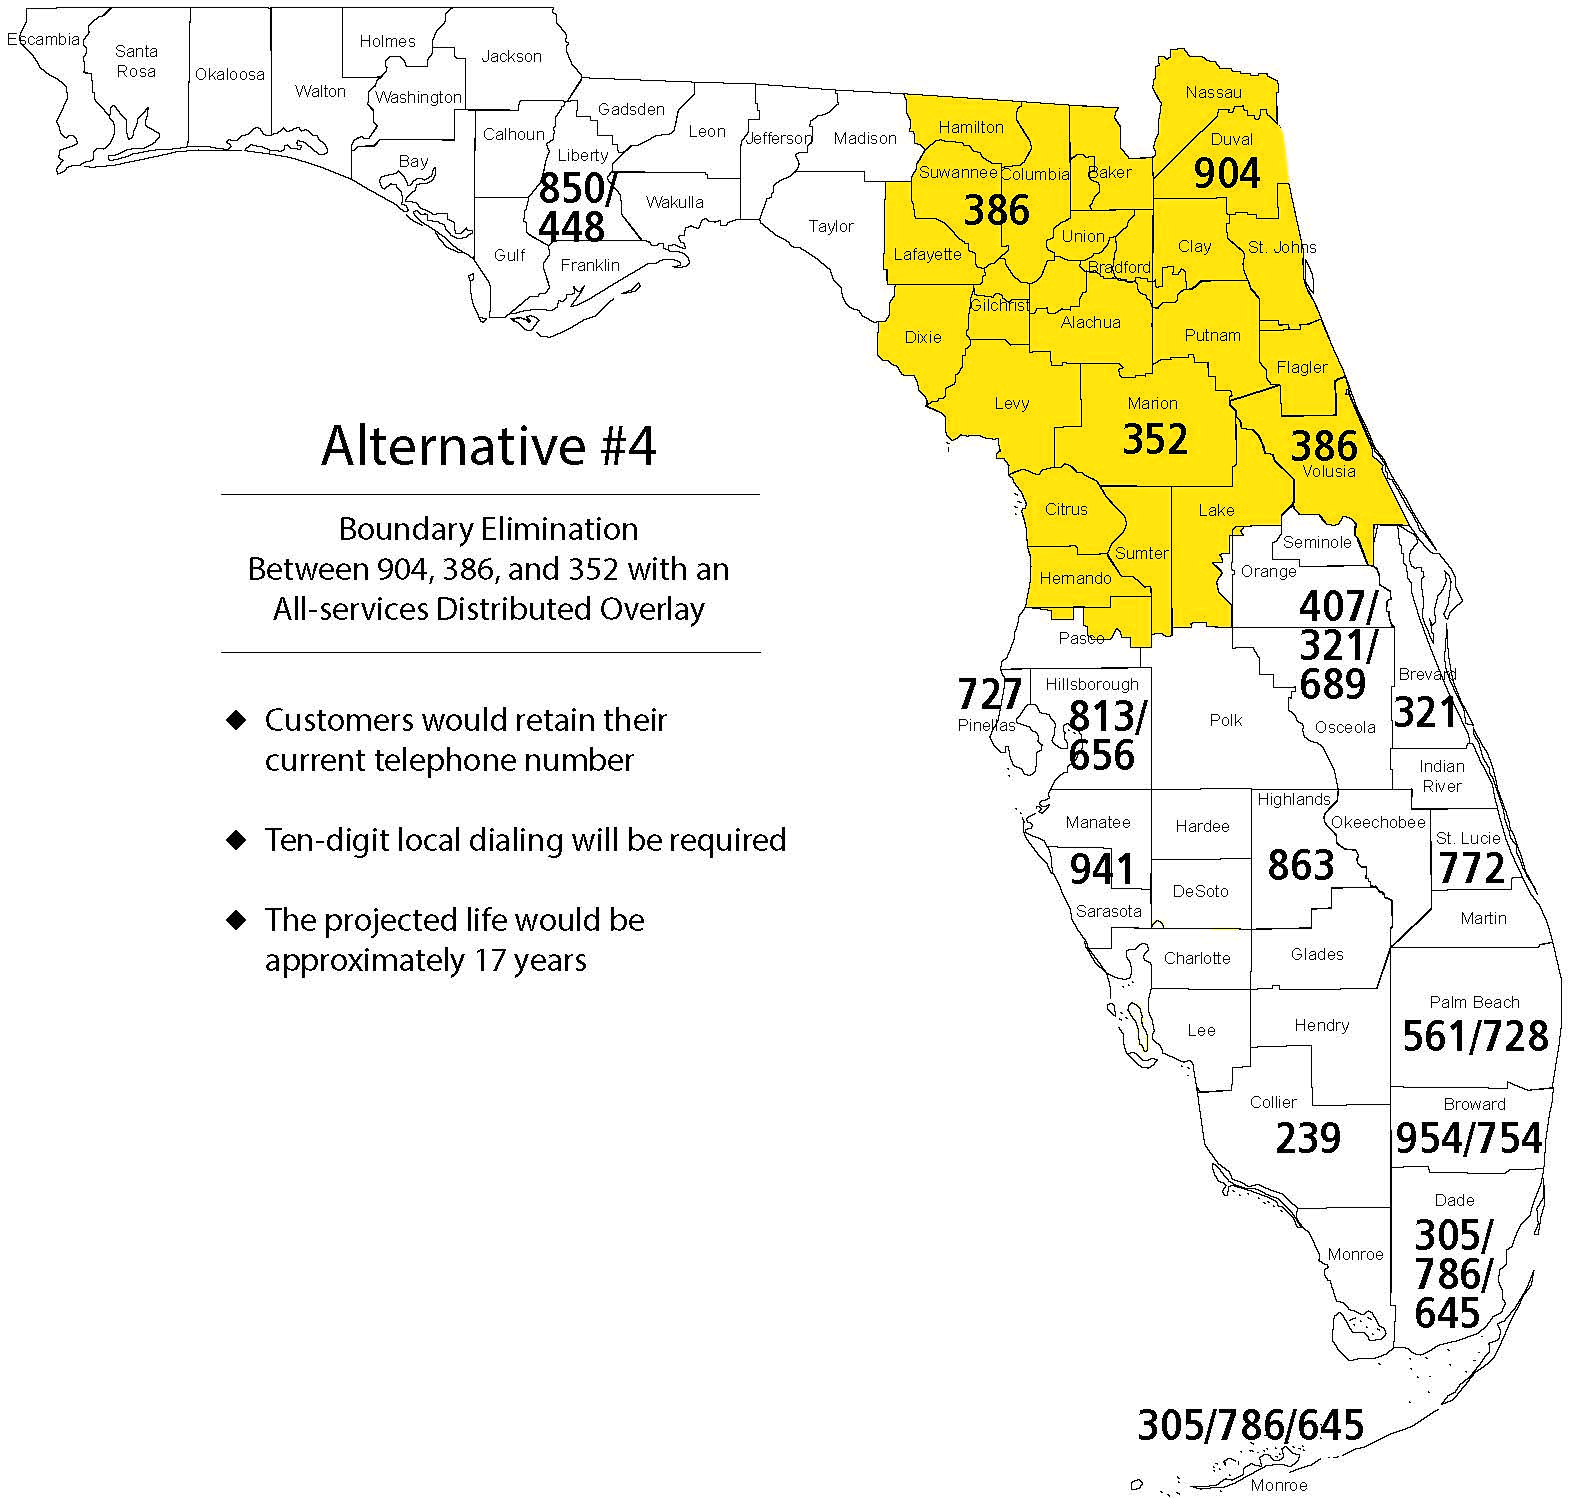 Escambia
Santa
Rosa
Okaloosa
Walton
Holmes
Washington
Jackson
Calhoun
Bay
Gulf
Gadsden
Liberty
850/
448
Franklin
Leon
Wakulla
Jefferson
Madison
Taylor
Hamilton
Suwannee
Columbia
386
Lafayette
Baker
Union
Bradford
Nassau
Duval
904
Clay
St. Johns
Gilchrist
Dixie
Alachua
Putnam
Flagler
Levy
Marion
352
386
Volusia
Citrus
Sumter
Lake
Hernando
Seminole
Orange
407/
321/
689
Pasco
Brevard
321
727
Pinellas
Hillsborough
813/
656
Polk
Osceola
Indian
River
Manatee
941
Hardee
Highlands
863
Okeechobee
St. Lucie
772
Sarasota
DeSoto
Martin
Charlotte
Glades
Lee
Hendry
Palm Beach
561/728
Collier
239
Broward
954/754
Dade
305/
786/
645
Monroe
305/786/645
Monroe
Alternative #4
Boundary Elimination
Between 904, 386, and 352 with an
All-services Distributed Overlay
◆ Customers would retain their
current telephone number
◆ Ten-digit local dialing will be required
◆ The projected life would be
approximately 17 years